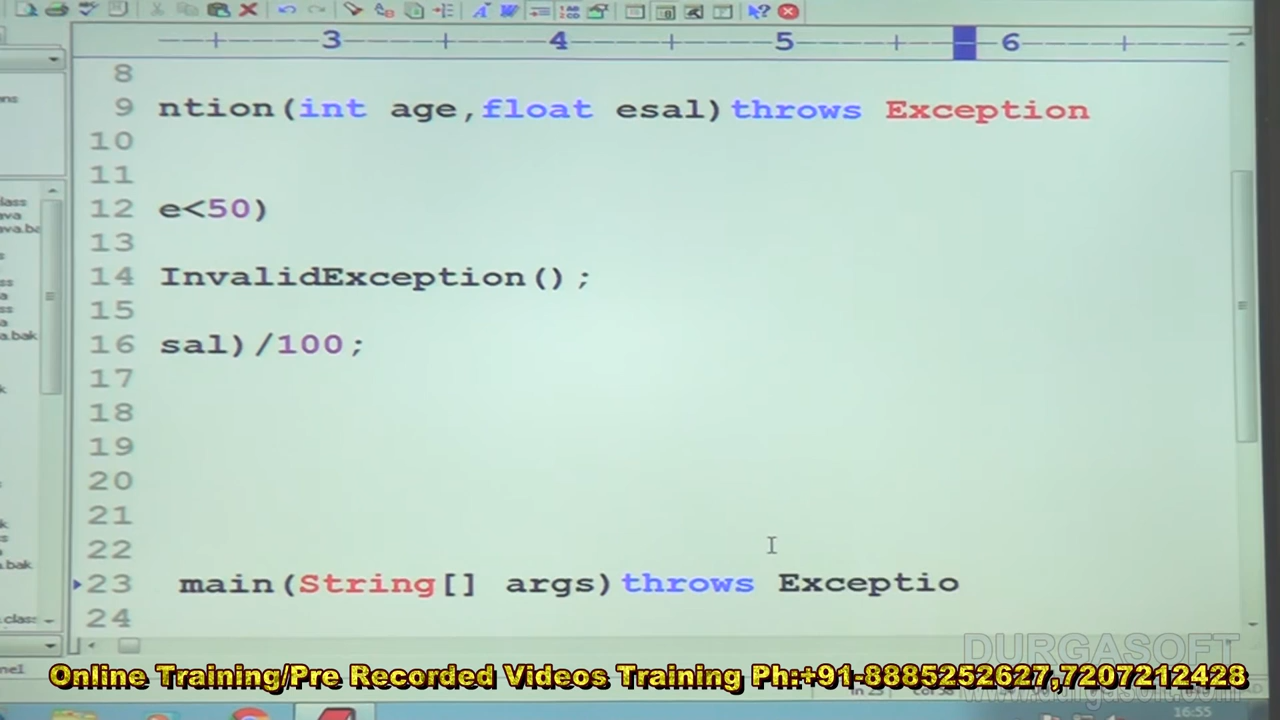 3 4 5 6
8
9 ntion(int age,float esal)throws Exception
10
11
12 e<50)
13
14 InvalidException();
15
16 sal)/100;
17
18
19
20
21
22
23 main(String[] args)throws Exceptio
24
DURGASOFT
Online Training/Pre Recorded Videos Training Ph:+91-8885252627,7207212428
16:55